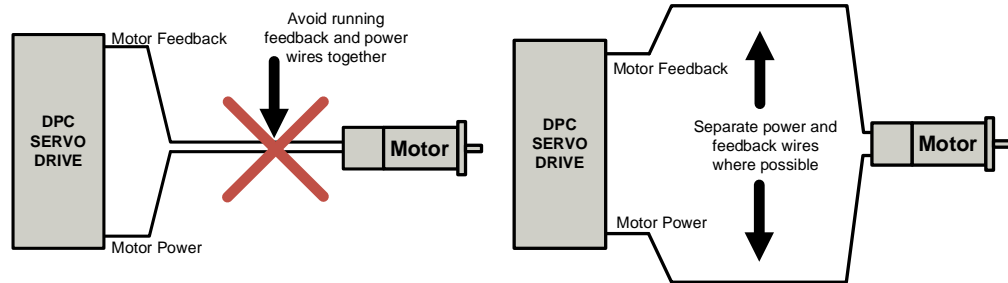 Motor Feedback
Avoid running
feedback and power
wires together
DPC
SERVO
DRIVE
Motor
Motor Power
Motor Feedback
DPC
SERVO
DRIVE
Separate power and
feedback wires
where possible
Motor
Motor Power